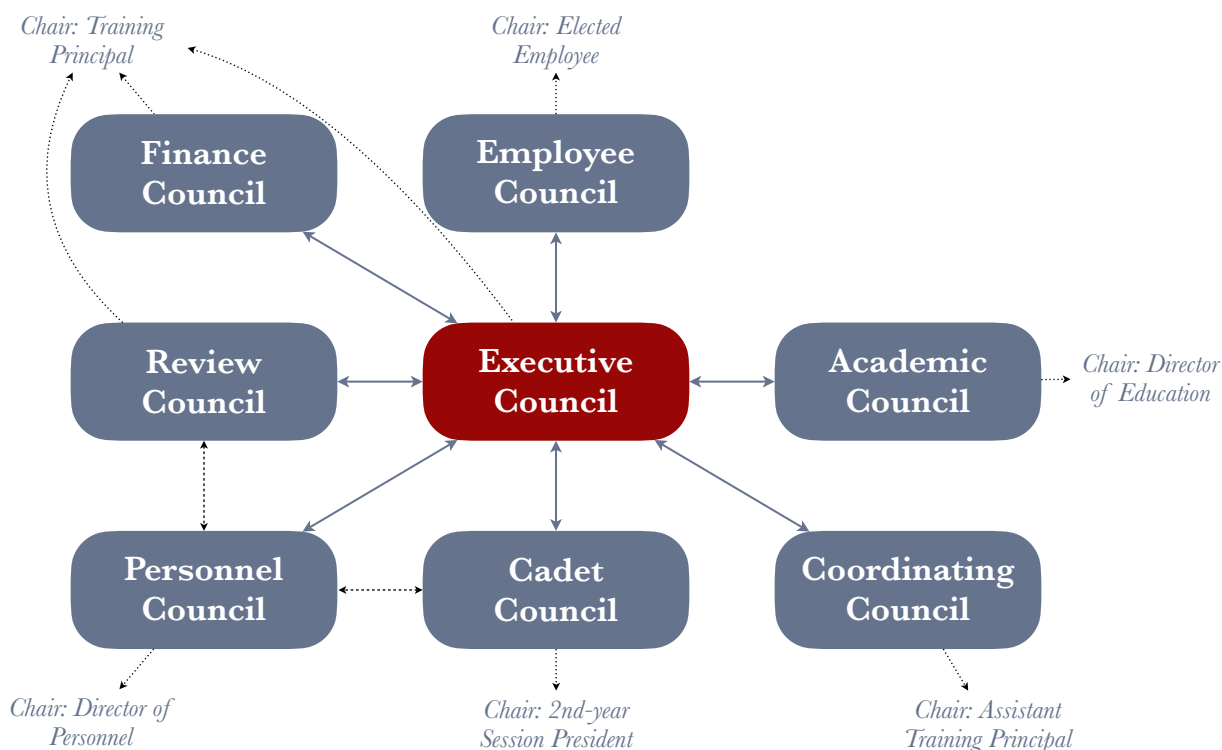 Chair: Training
Principal
Chair: Elected
Employee
Finance
Council
Employee
Council
Review
Council
Executive
Council
Academic
Council
Chair: Director
of Education
Personnel
Council
Cadet
Council
Coordinating
Council
Chair: Director of
Personnel
Chair: 2nd-year
Session President
Chair: Assistant
Training Principal